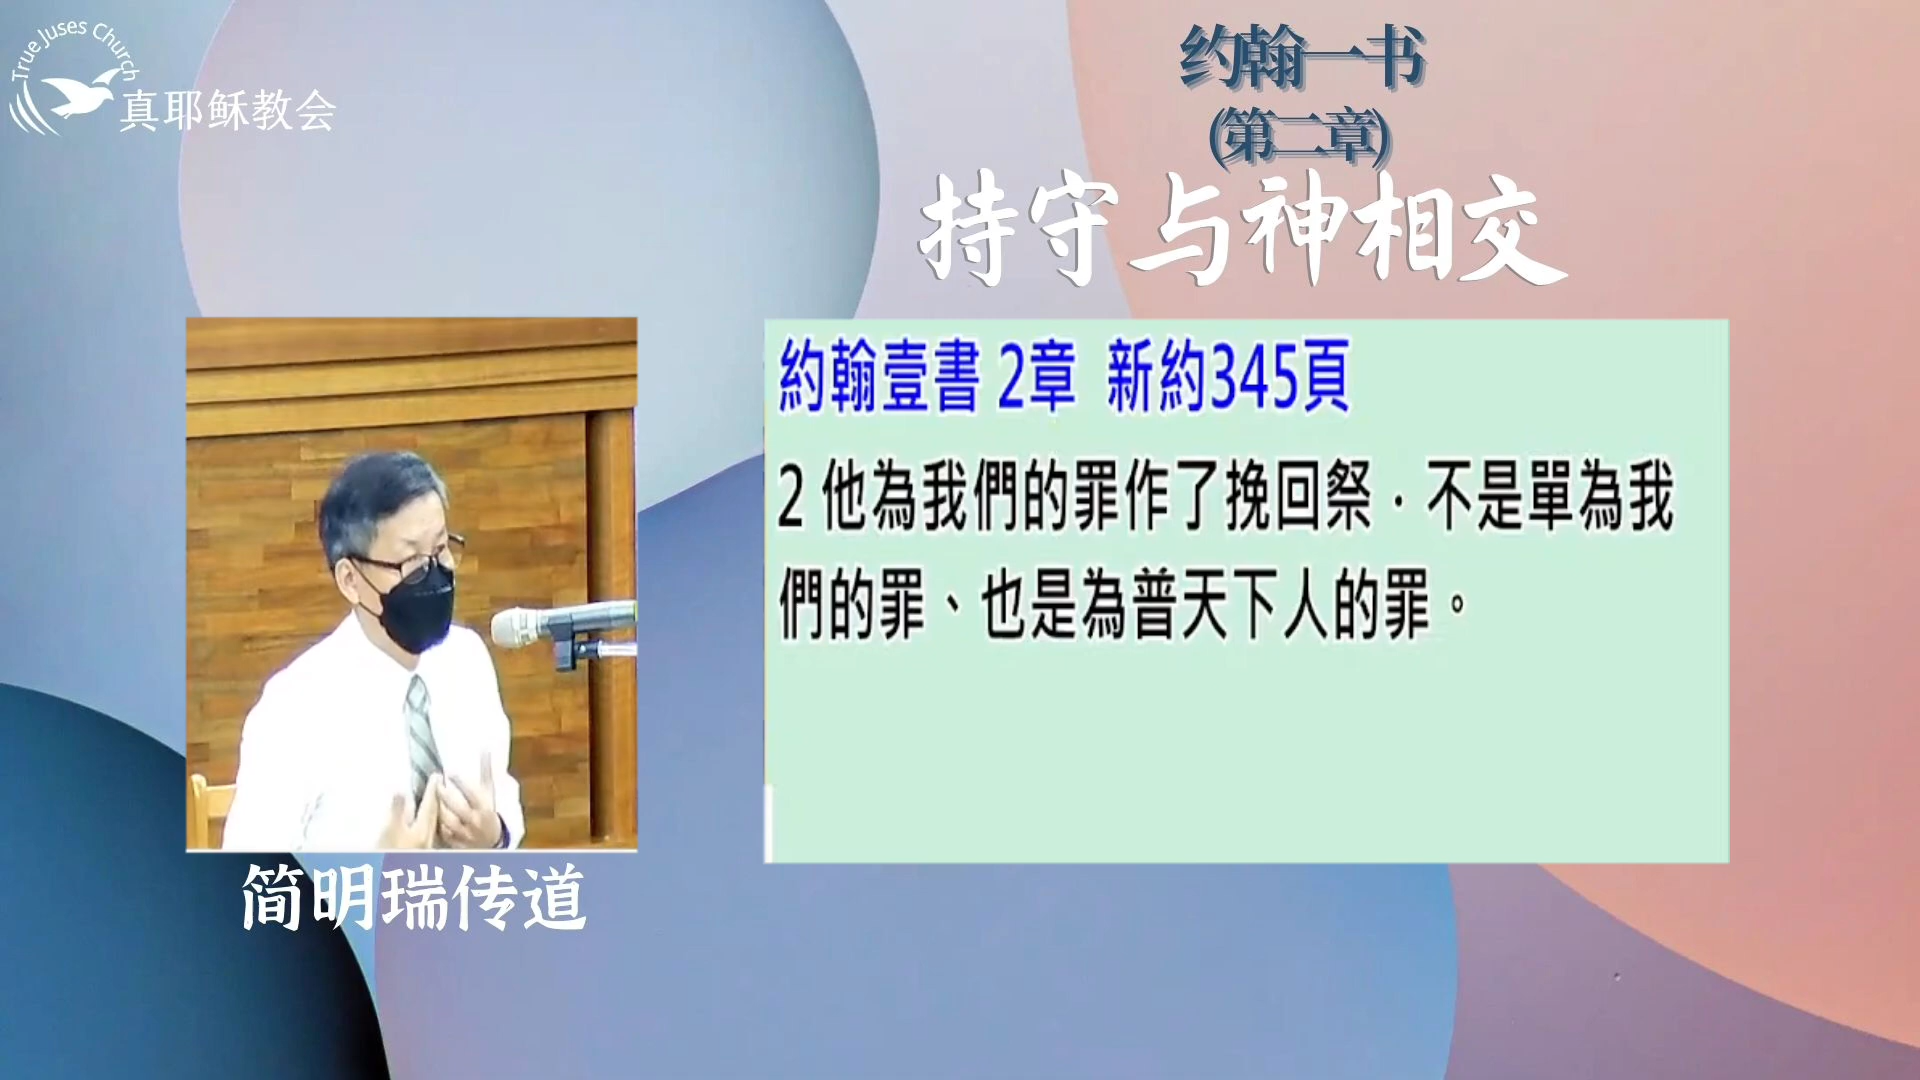 True Juses Church
真耶稣教会
约翰一书
(第二章)
持守与神相交
約翰壹書 2章 新約345頁
2 他為我們的罪作了挽回祭．不是單為我
們的罪、也是為普天下人的罪。
简明瑞传道